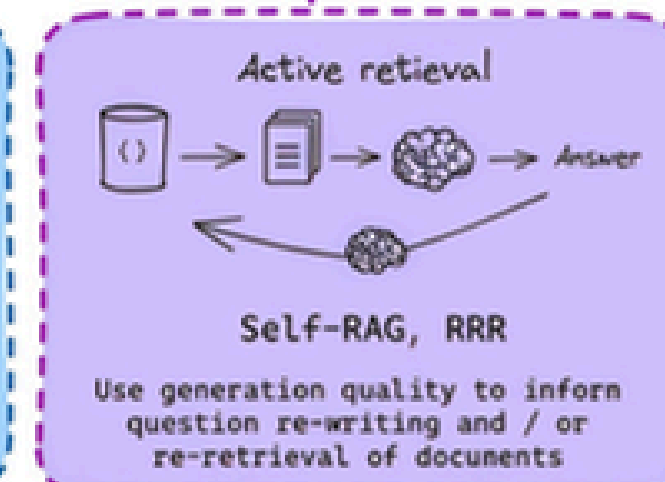 Active retieval
{}
Answer
Self-RAG, RRR
Use generation quality to inforn
question re-writing and / or
re-retrieval of documents